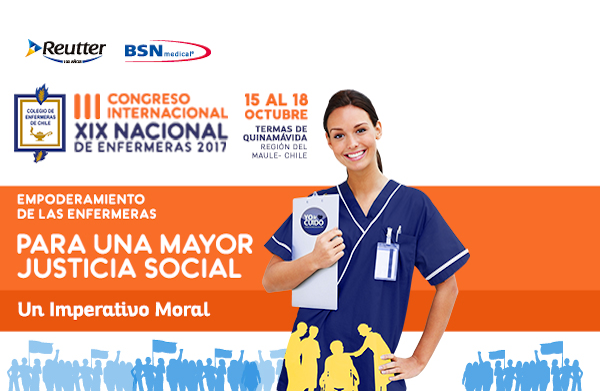 Reutter
100 AÑOS
BSN medical®
COLEGIO DE
ENFERMERAS
DE CHILE
III CONGRESO
INTERNACIONAL
XIX NACIONAL
DE ENFERMERAS 2017
15 AL 18
OCTUBRE
TERMAS DE
QUINAMÁVIDA
REGIÓN DEL
MAULE- CHILE
EMPODERAMIENTO
DE LAS ENFERMERAS
PARA UNA MAYOR
JUSTICIA SOCIAL
Un Imperativo Moral
YO
CUIDO